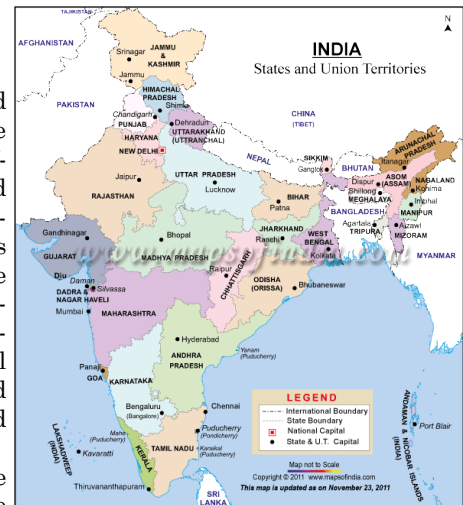 TAJIKISTAN
N
AFGHANISTAN
JAMMU
&
KASHMIR
Srinagar
Jammu
INDIA
States and Union Territories
PAKISTAN
HIMACHAL
PRADESH
Shimla
Chandigarh
PUNJAB
Dehradun
UTTARAKHAND
(UTTRANCHAL)
CHINA
(TIBET)
HARYANA
NEW DELHI
ARUNACHAL
PRADESH
Itanagar
NEPAL
SIKKIM
Gangtok
BHUTAN
Jaipur
RAJASTHAN
UTTAR PRADESH
Lucknow
Dispur
ASOM
(ASSAM)
NAGALAND
Kohima
Shillong
MEGHALAYA
BIHAR
Patna
Imphal
MANIPUR
BANGLADESH
Agartala
TRIPURA
Aizawl
MIZORAM
MYANMAR
Gandhinagar
GUJARAT
Bhopal
MADHYA PRADESH
JHARKHAND
Ranchi
WEST
BENGAL
Kolkata
www.mapsofindia.com
Raipur
CHHATTISGARH
Diu
Daman
Silvassa
DADRA &
NAGAR HAVELI
ODISHA
(ORISSA)
Bhubaneswar
Mumbai
MAHARASHTRA
Hyderabad
ANDHRA
PRADESH
Yanam
(Puducherry)
Panaji
GOA
KARNATAKA
Bengaluru
(Bangalore)
Chennai
Mahe
(Puducherry)
Puducherry
(Pondicherry)
Karaikal
(Puducherry)
TAMIL NADU
KERALA
LAKSHADWEEP
(INDIA)
Kavaratti
Thiruvananthapuram
SRI
LANKA
ANDAMAN & NICOBAR ISLANDS
(INDIA)
Port Blair
LEGEND
International Boundary
State Boundary
National Capital
State & U.T. Capital
Map not to Scale
Copyright © 2011 www.mapsofindia.com
This map is updated as on November 23, 2011